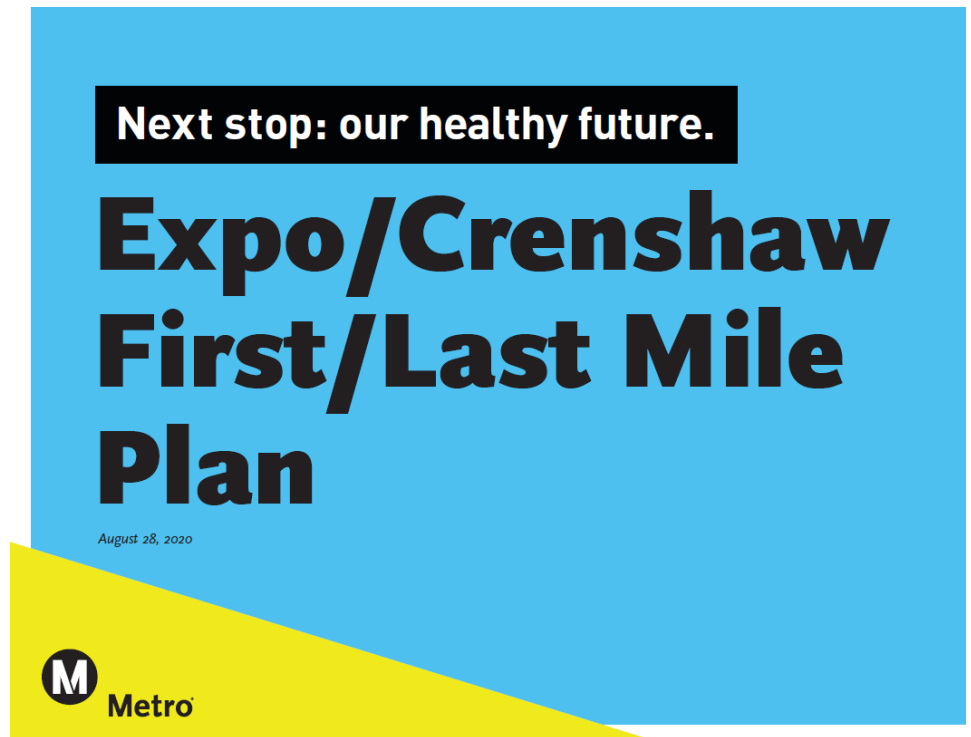 Next stop: our healthy future.
Expo/Crenshaw
First/Last Mile
Plan
August 28, 2020
M
Metro